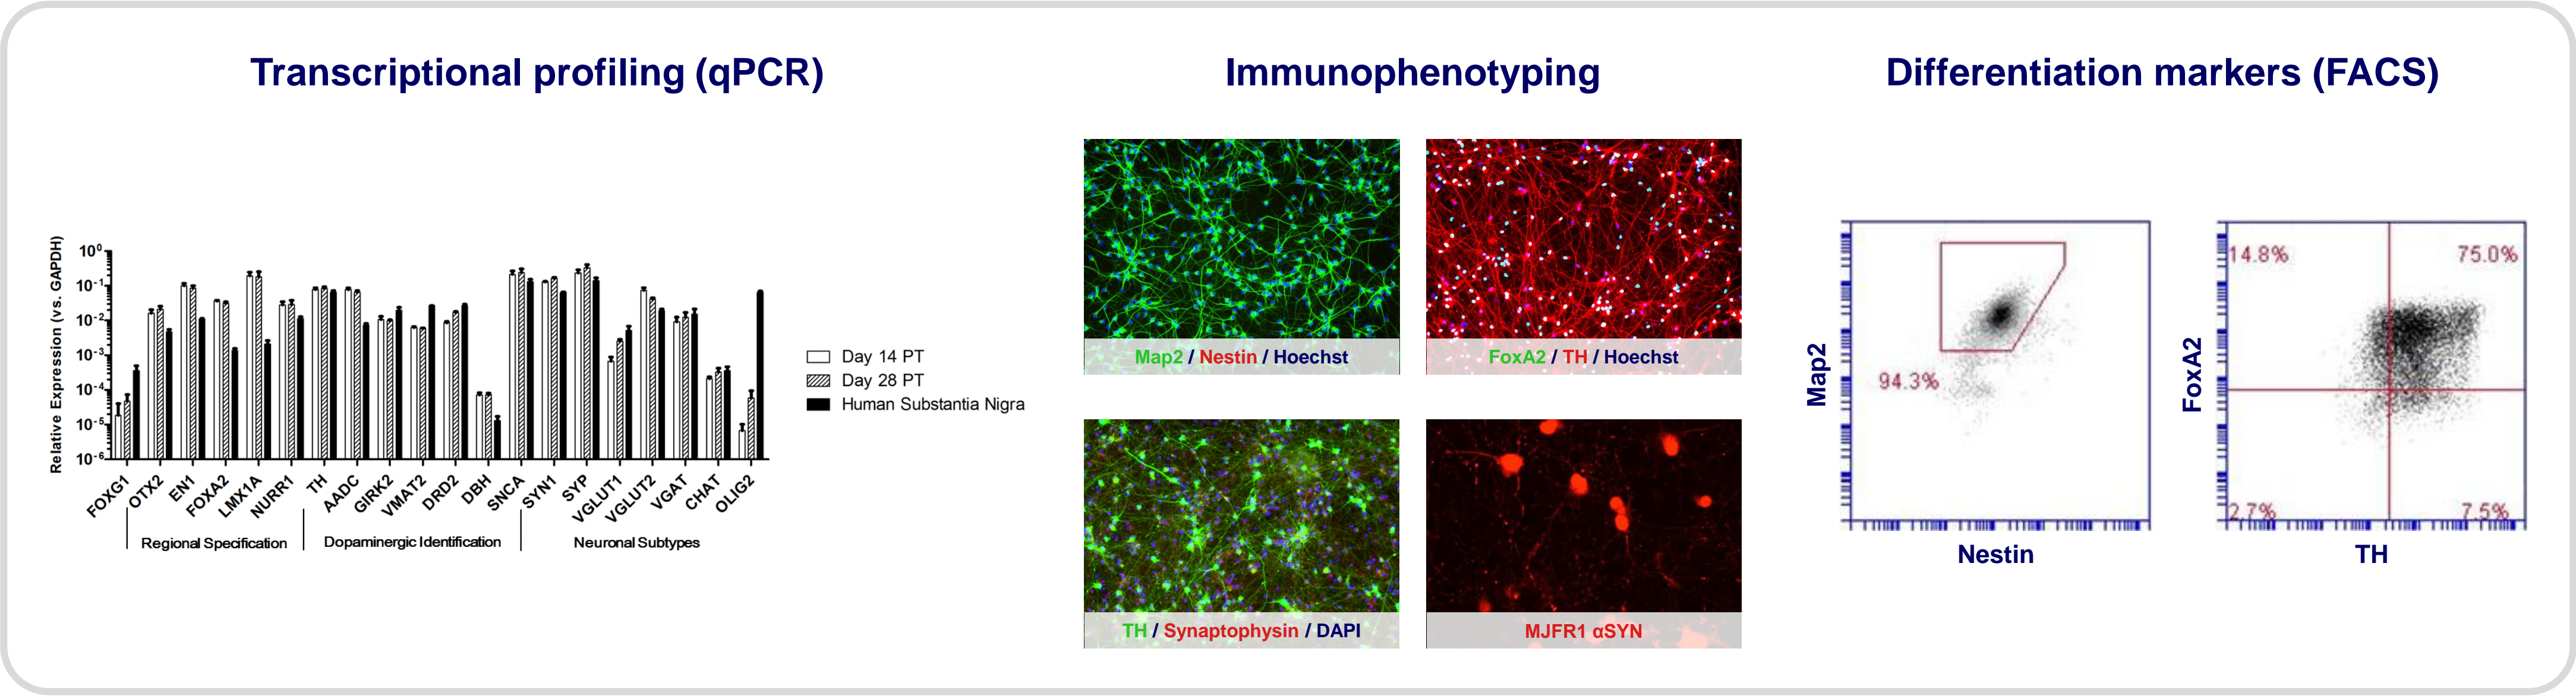 Transcriptional profiling (qPCR)
Relative Expression (vs. GAPDH)
10⁰
10⁻¹
10⁻²
10⁻³
10⁻⁴
10⁻⁵
10⁻⁶
FOXG1
OTX2
EN1
FOXA2
LMX1A
NURR1
TH
AADC
GIRK2
VMAT2
DRD2
DBH
SNCA
SYN1
SYP
VGLUT1
VGLUT2
VGAT
CHAT
OLIG2
Regional Specification
Dopaminergic Identification
Neuronal Subtypes
Day 14 PT
Day 28 PT
Human Substantia Nigra
Immunophenotyping
Map2 / Nestin / Hoechst
FoxA2 / TH / Hoechst
TH / Synaptophysin / DAPI
MJFR1 αSYN
Differentiation markers (FACS)
Map2
94.3%
Nestin
FoxA2
14.8%
75.0%
2.7%
7.5%
TH